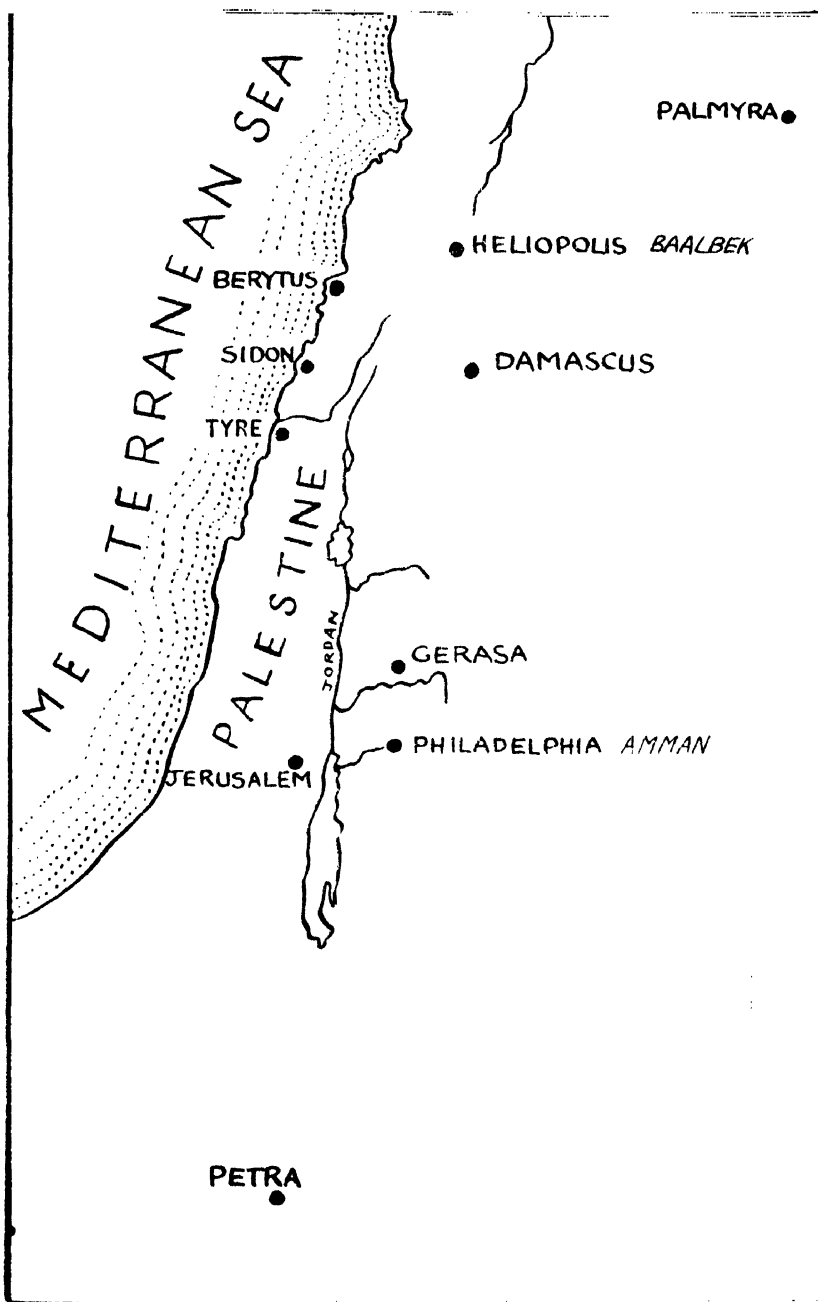 MEDITERRANEAN SEA
PALMYRA
HELIOPOLIS BAALBEK
BERYTUS
SIDON
DAMASCUS
TYRE
PALESTINE
JORDAN
GERASA
PHILADELPHIA AMMAN
JERUSALEM
PETRA